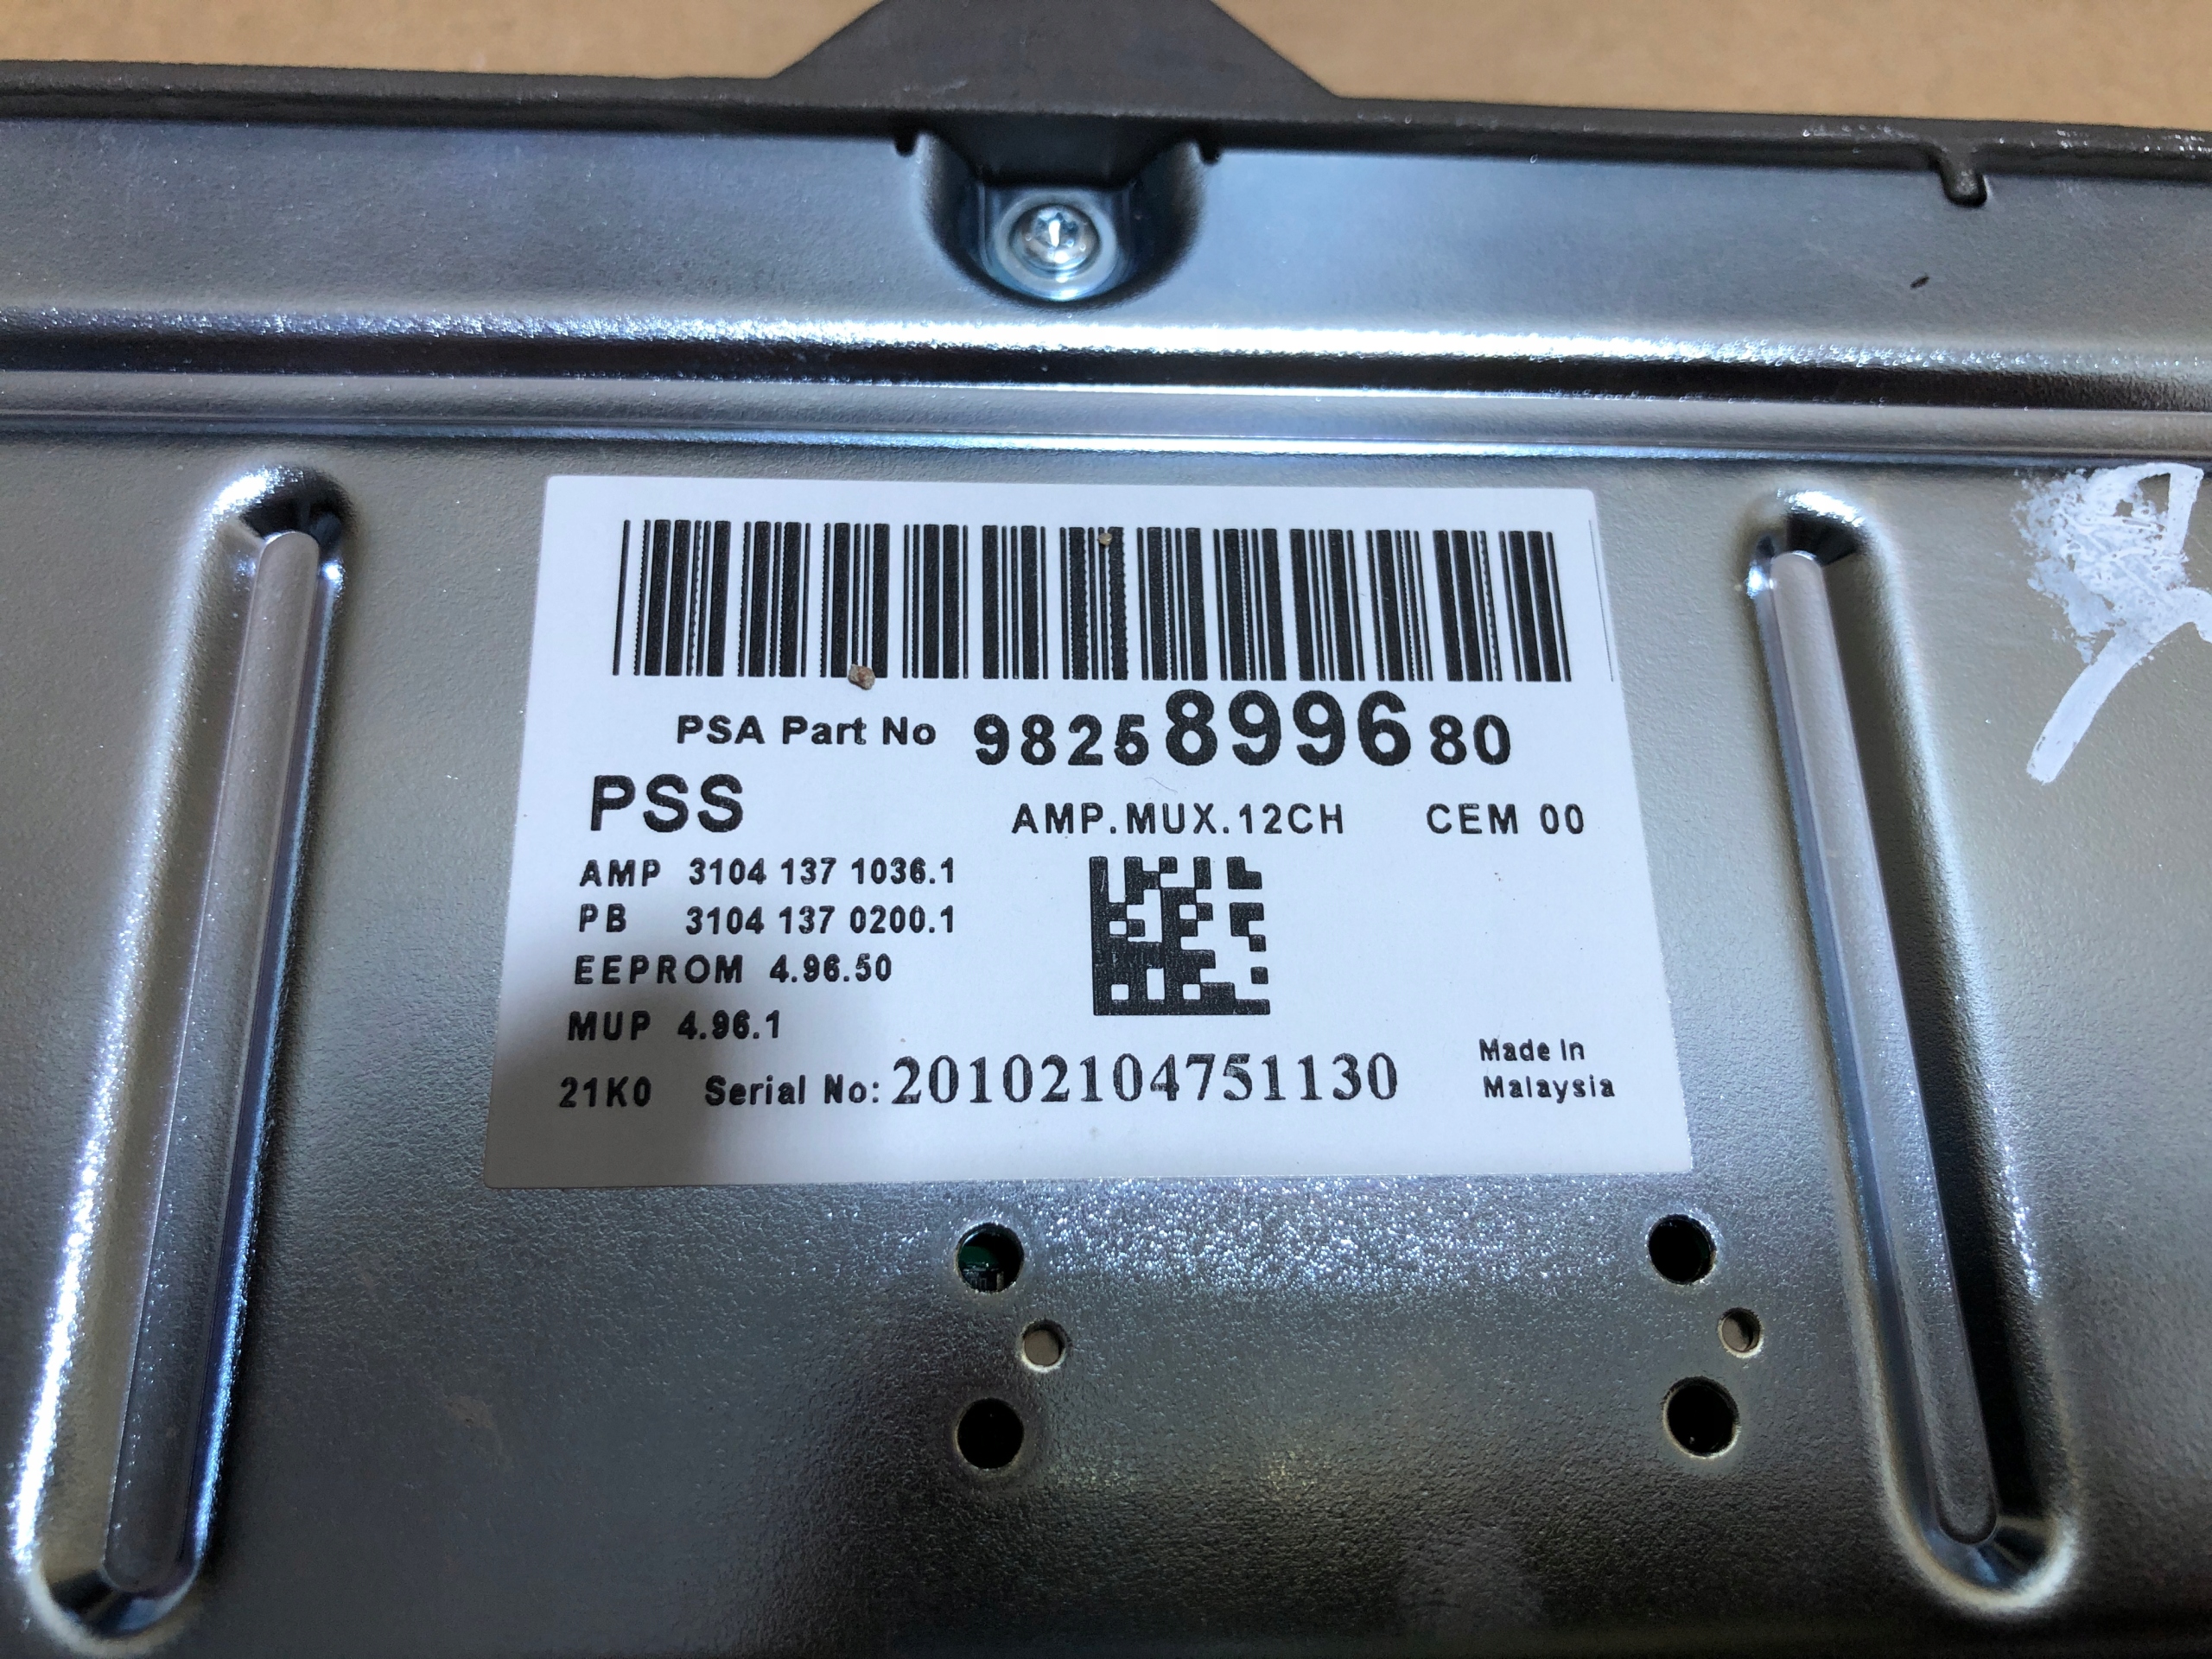 PSA Part No 9825899680
PSS
AMP.MUX.12CH CEM 00
AMP 3104 137 1036.1
PB 3104 137 0200.1
EEPROM 4.96.50
MUP 4.96.1
21K0 Serial No: 20102104751130
Made In
Malaysia